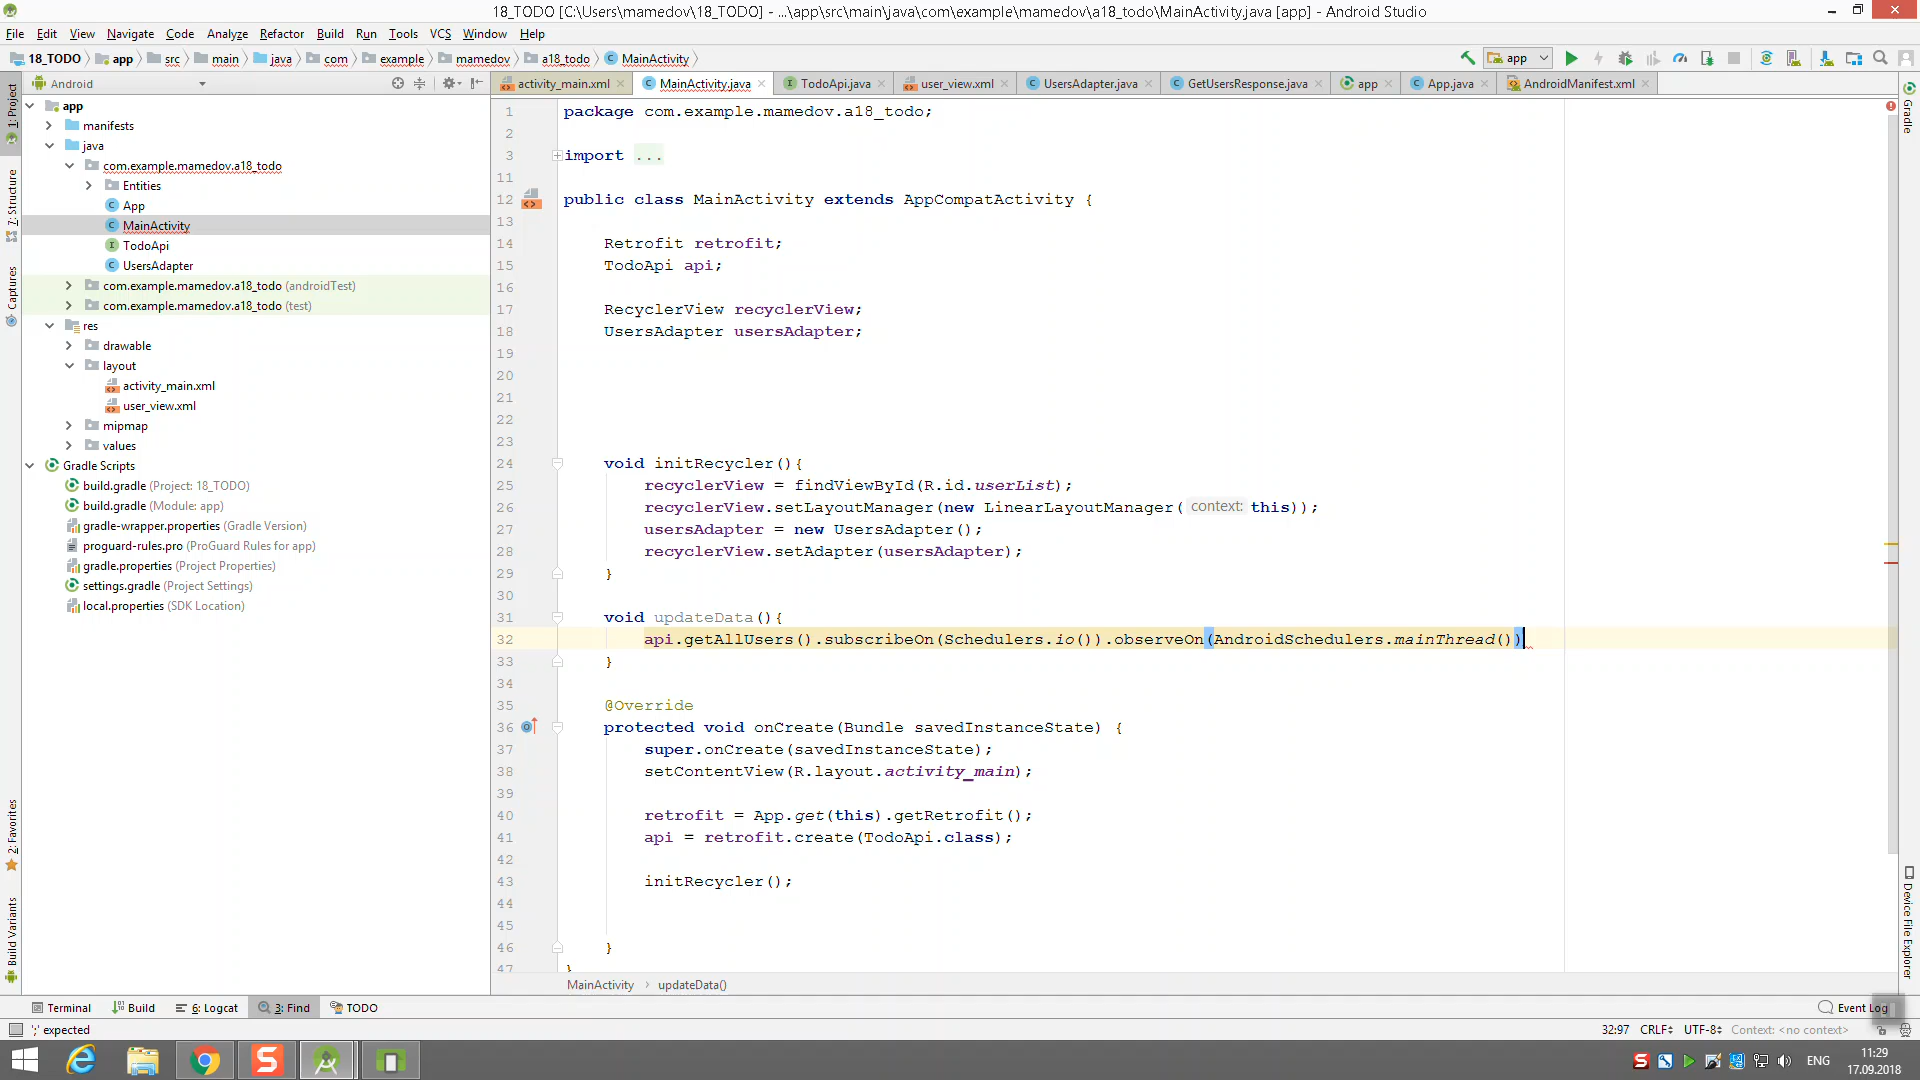 18_TODO [C:\Users\mamedov\18_TODO] - ...\app\src\main\java\com\example\mamedov\a18_todo\MainActivity.java [app] - Android Studio
File Edit View Navigate Code Analyze Refactor Build Run Tools VCS Window Help
18_TODO app src main java com example mamedov a18_todo MainActivity
app
Android
activity_main.xml MainActivity.java TodoApi.java user_view.xml UsersAdapter.java GetUsersResponse.java app App.java AndroidManifest.xml
1: Project
7: Structure
Captures
2: Favorites
Build Variants
app
manifests
java
com.example.mamedov.a18_todo
Entities
App
MainActivity
TodoApi
UsersAdapter
com.example.mamedov.a18_todo (androidTest)
com.example.mamedov.a18_todo (test)
res
drawable
layout
activity_main.xml
user_view.xml
mipmap
values
Gradle Scripts
build.gradle (Project: 18_TODO)
build.gradle (Module: app)
gradle-wrapper.properties (Gradle Version)
proguard-rules.pro (ProGuard Rules for app)
gradle.properties (Project Properties)
settings.gradle (Project Settings)
local.properties (SDK Location)
1 package com.example.mamedov.a18_todo;
2
3 import ...
11
12 public class MainActivity extends AppCompatActivity {
13
14 Retrofit retrofit;
15 TodoApi api;
16
17 RecyclerView recyclerView;
18 UsersAdapter usersAdapter;
19
20
21
22
23
24 void initRecycler(){
25 recyclerView = findViewById(R.id.userList);
26 recyclerView.setLayoutManager(new LinearLayoutManager( context: this));
27 usersAdapter = new UsersAdapter();
28 recyclerView.setAdapter(usersAdapter);
29 }
30
31 void updateData(){
32 api.getAllUsers().subscribeOn(Schedulers.io()).observeOn(AndroidSchedulers.mainThread())
33 }
34
35 @Override
36 protected void onCreate(Bundle savedInstanceState) {
37 super.onCreate(savedInstanceState);
38 setContentView(R.layout.activity_main);
39
40 retrofit = App.get(this).getRetrofit();
41 api = retrofit.create(TodoApi.class);
42
43 initRecycler();
44
45
46 }
47 }
MainActivity updateData()
Gradle
Device File Explorer
Terminal Build 6: Logcat 3: Find TODO Event Log
';' expected 32:97 CRLF UTF-8 Context: <no context>
ENG 11:29
17.09.2018